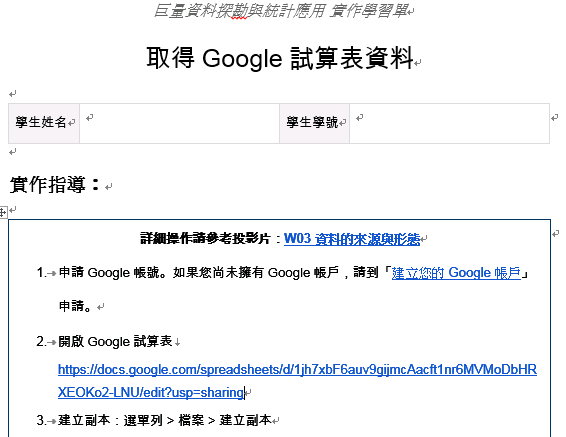 巨量資料探勘與統計應用 實作學習單
取得 Google 試算表資料
學生姓名
學生學號
實作指導：
詳細操作請參考投影片：W03 資料的來源與形態
1. 申請 Google 帳號。如果您尚未擁有 Google 帳戶，請到「建立您的 Google 帳戶」
申請。
2. 開啟 Google 試算表
https://docs.google.com/spreadsheets/d/1jh7xbF6auv9gijmcAacft1nr6MVMoDbHR
XEOKo2-LNU/edit?usp=sharing
3. 建立副本：選單列 > 檔案 > 建立副本